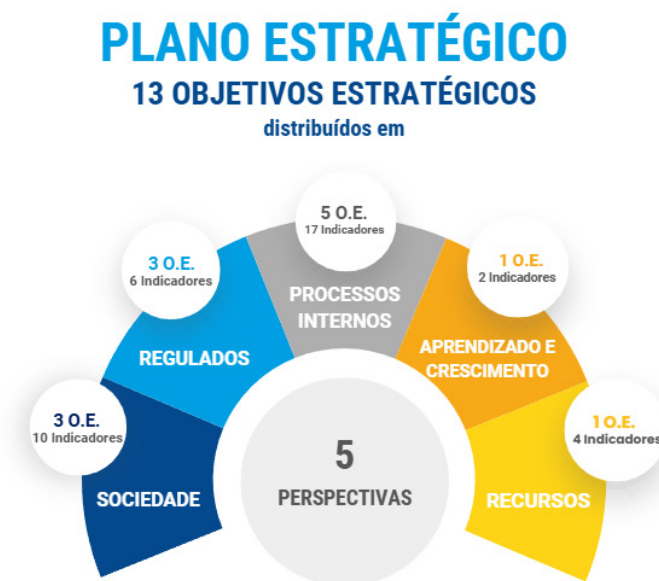 PLANO ESTRATÉGICO
13 OBJETIVOS ESTRATÉGICOS
distribuídos em
5 O.E.
17 Indicadores
3 O.E.
6 Indicadores
1 O.E.
2 Indicadores
PROCESSOS
INTERNOS
REGULADOS
APRENDIZADO E
CRESCIMENTO
3 O.E.
10 Indicadores
1 O.E.
4 Indicadores
5
PERSPECTIVAS
SOCIEDADE
RECURSOS